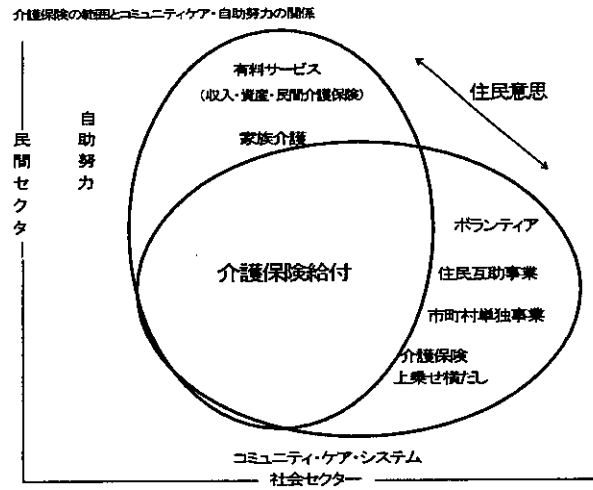 介護保険の範囲とコミュニティケア・自助努力の関係
有料サービス
(収入・資産・民間介護保険)
家族介護
住民意思
自助努力
民間セクタ
ボランティア
介護保険給付
住民互助事業
市町村単独事業
介護保険
上乗せ横だし
コミュニティ・ケア・システム
社会セクター